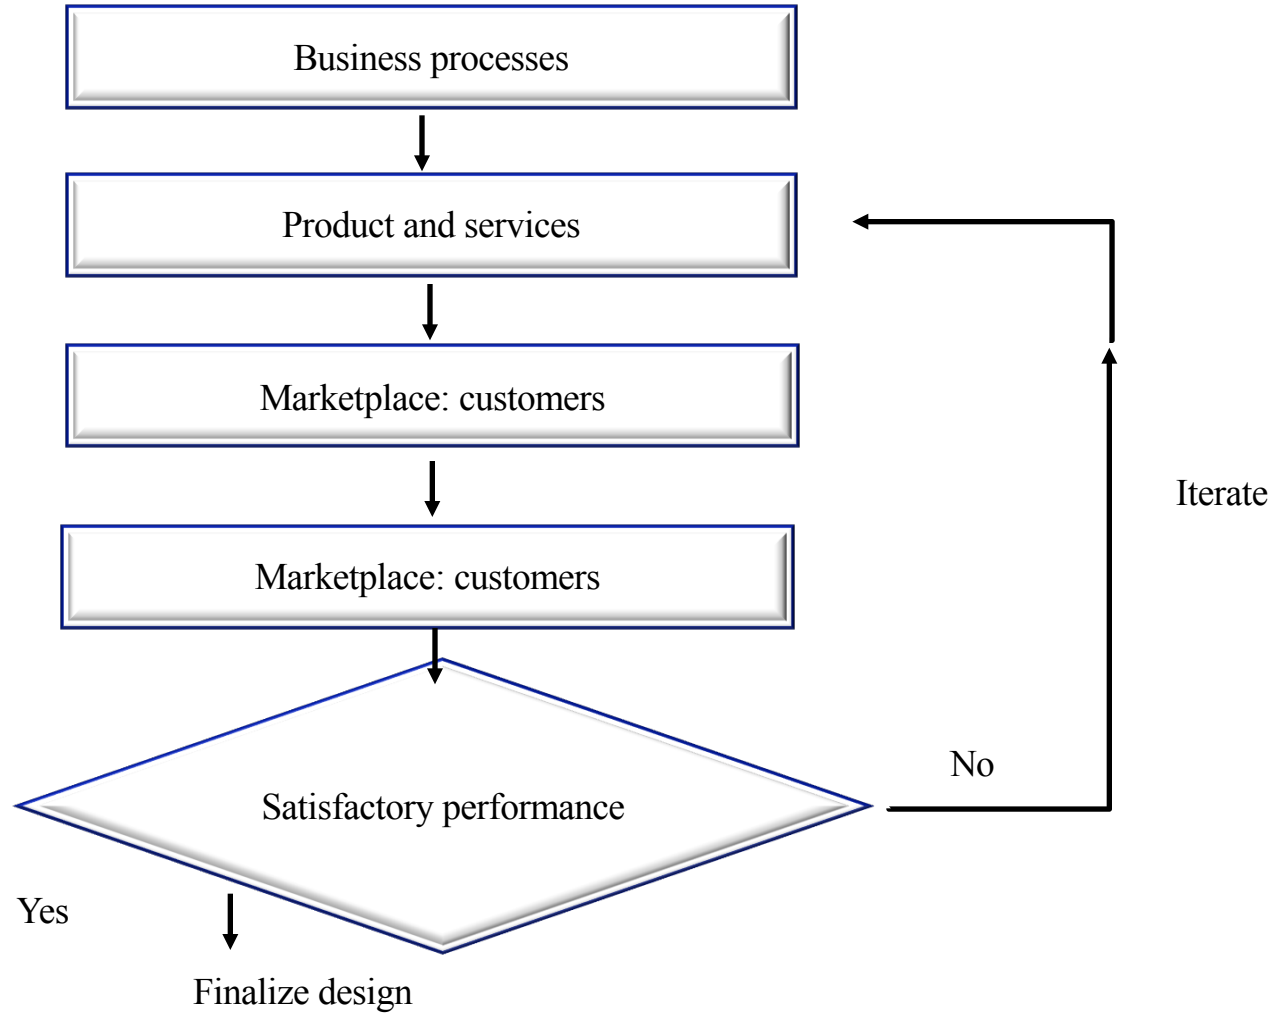 Business processes
Product and services
Marketplace: customers
Iterate
Marketplace: customers
No
Satisfactory performance
Yes
Finalize design